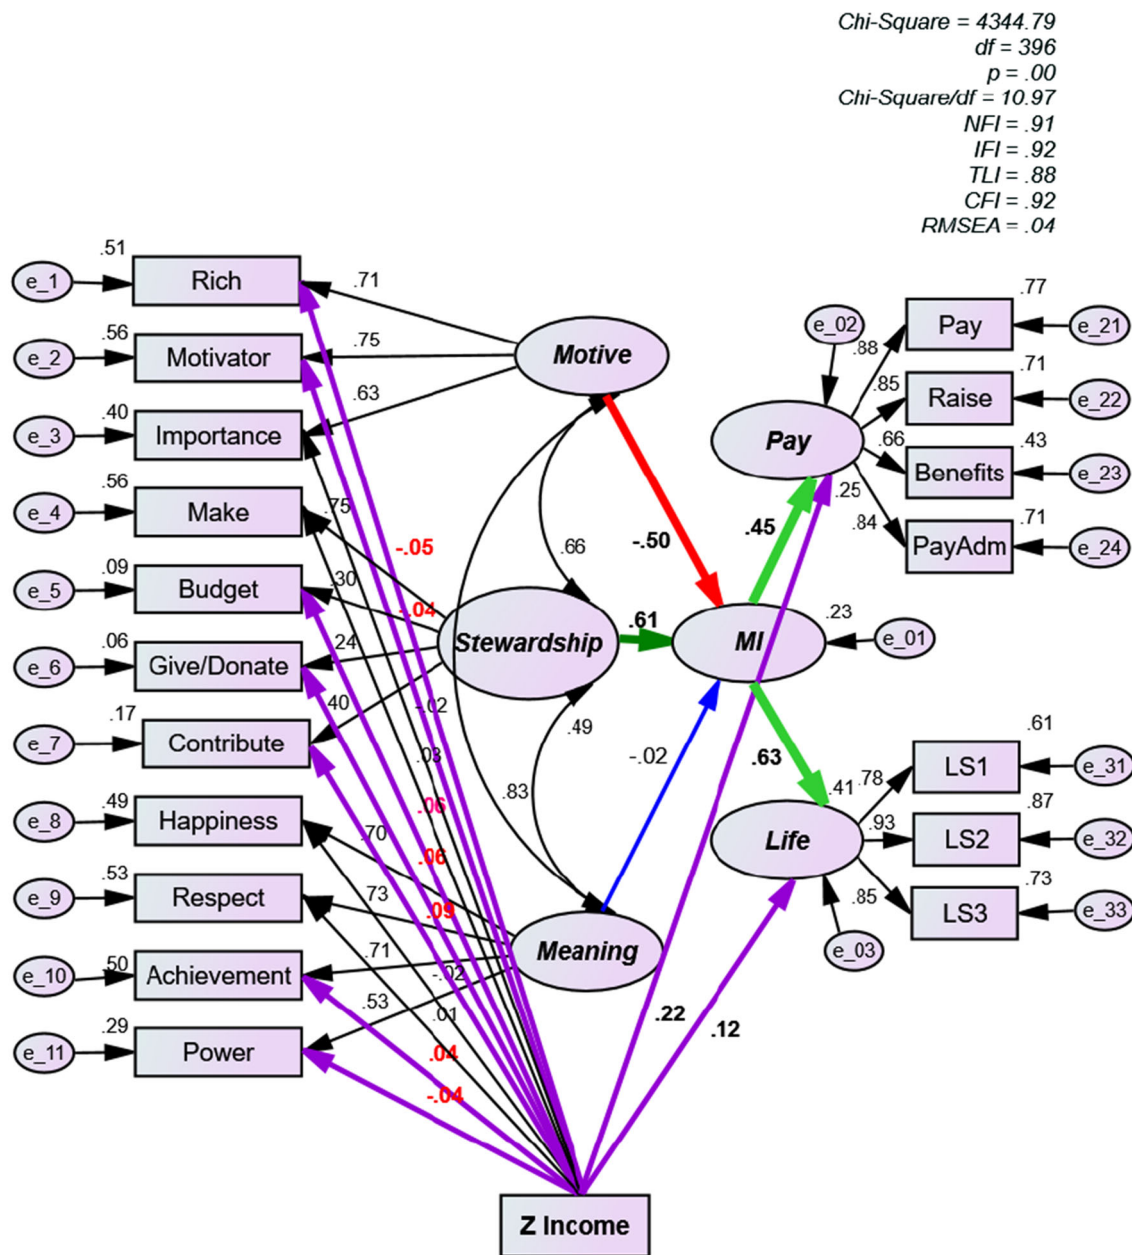 Chi-Square = 4344.79
df = 396
p = .00
Chi-Square/df = 10.97
NFI = .91
IFI = .92
TLI = .88
CFI = .92
RMSEA = .04
.51
e_1
Rich
.71
.56
e_2
Motivator
.75
.40
e_3
Importance
.63
.56
e_4
Make
.75
.09
e_5
Budget
.30
.06
e_6
Give/Donate
.24
.17
e_7
Contribute
.40
.49
e_8
Happiness
.70
.53
e_9
Respect
.73
.50
e_10
Achievement
.71
.29
e_11
Power
.53
-.05
-.04
-.02
.03
.06
.06
.09
-.02
.01
.04
-.04
Motive
Stewardship
Meaning
.66
.49
.83
-.50
.61
-.02
MI
.23
e_01
.45
.63
e_02
Pay
.25
.88
Pay
.77
e_21
.85
Raise
.71
e_22
.66
Benefits
.43
e_23
.84
PayAdm
.71
e_24
Life
.41
e_03
.78
LS1
.61
e_31
.93
LS2
.87
e_32
.85
LS3
.73
e_33
.22
.12
Z Income